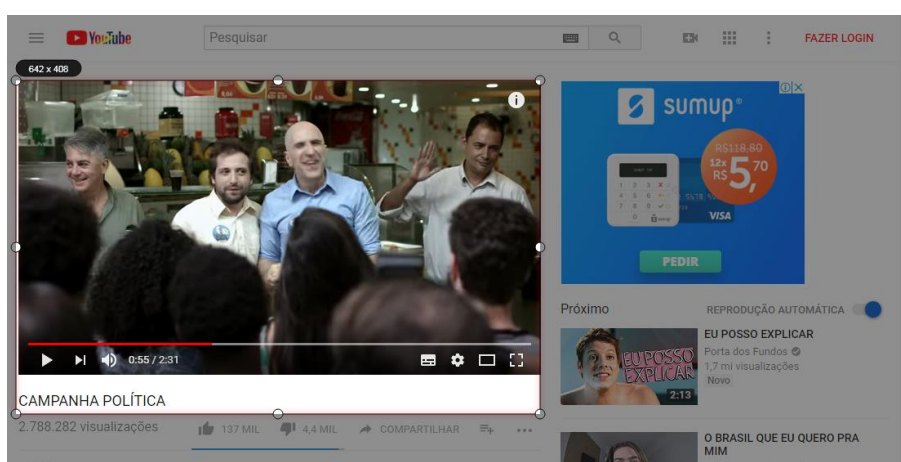 YouTube
Pesquisar
FAZER LOGIN
642 x 408
sumup®
R$118,80
12x
R$ 5,70
VISA
PEDIR
0:55 / 2:31
Próximo
REPRODUÇÃO AUTOMÁTICA
EU POSSO EXPLICAR
EU POSSO EXPLICAR
Porta dos Fundos
1,7 mi visualizações
Novo
2:13
CAMPANHA POLÍTICA
2.788.282 visualizações
137 MIL
4,4 MIL
COMPARTILHAR
O BRASIL QUE EU QUERO PRA
MIM